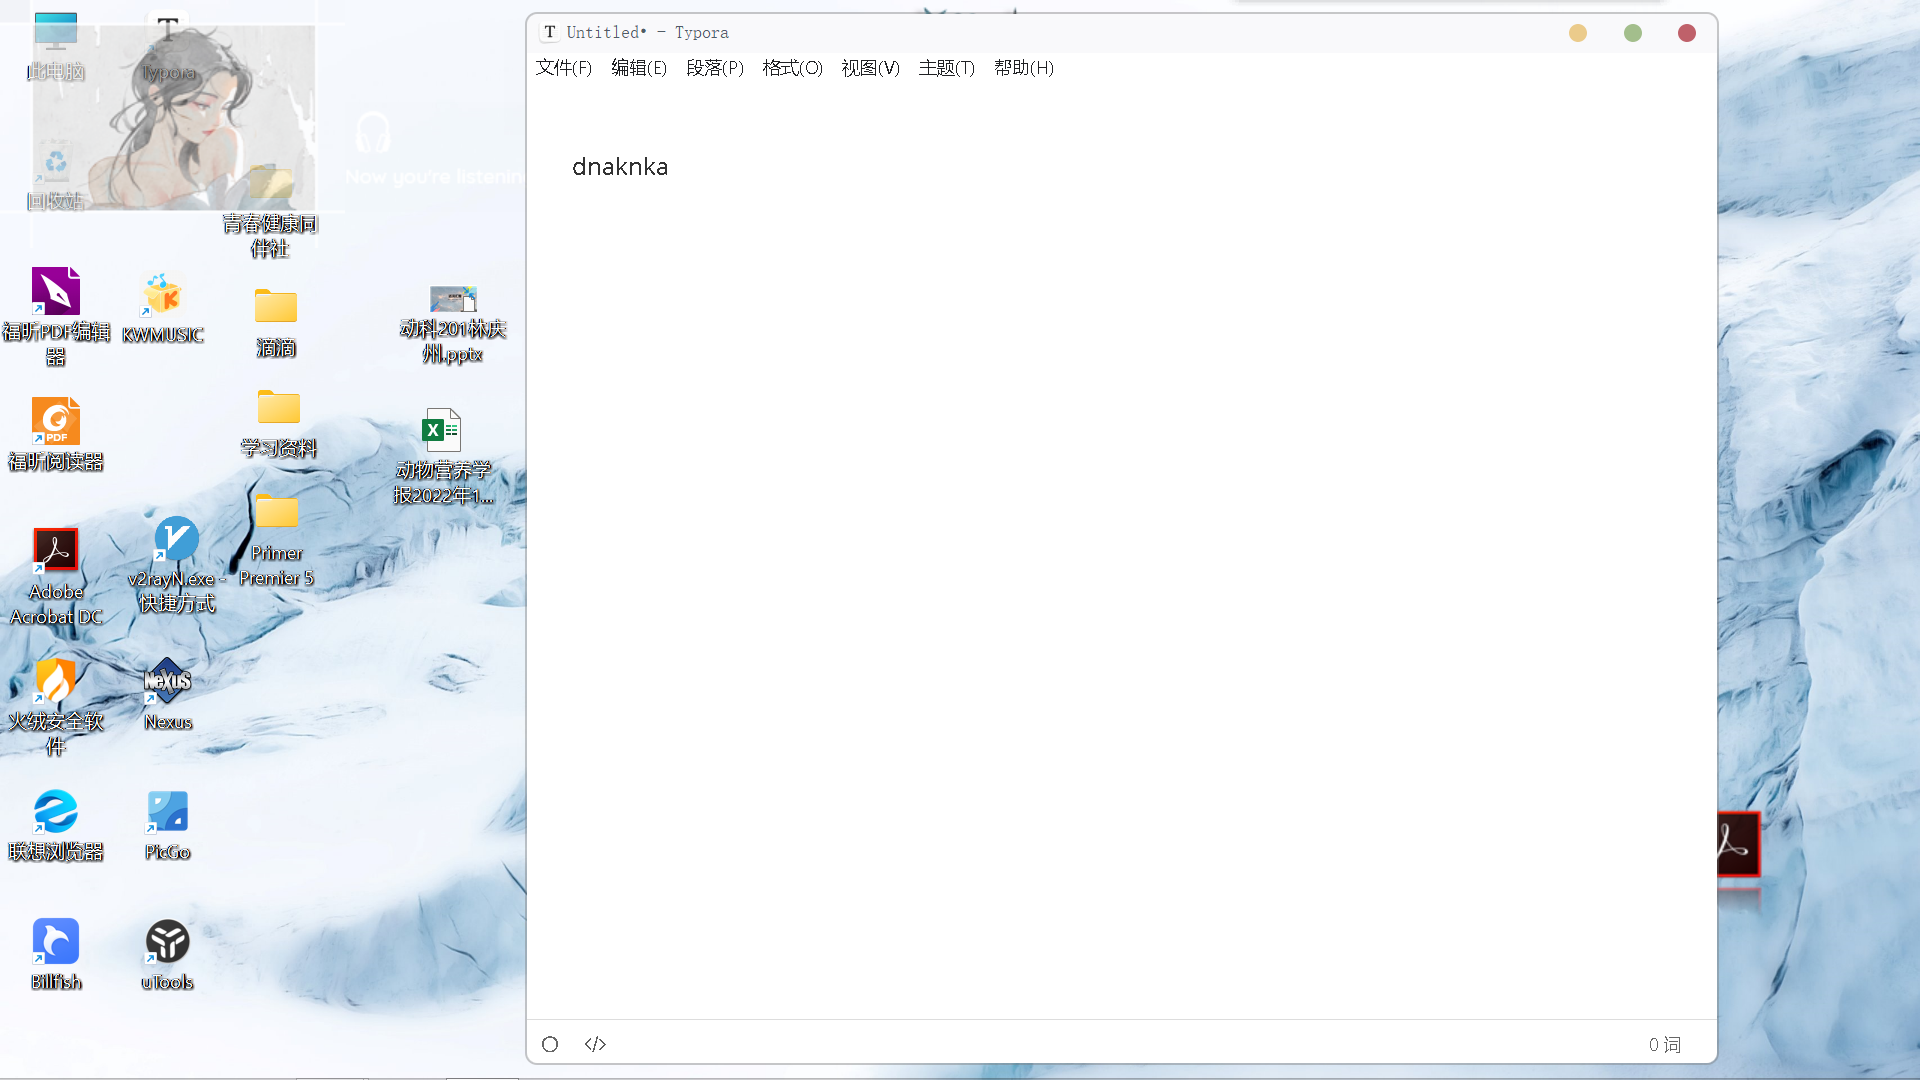 此电脑
Typora
回收站
Now you're listenin
青春健康同
伴社
福昕PDF编辑
器
KWMUSIC
滴滴
动科201林庆
州.pptx
福昕阅读器
PDF
学习资料
动物营养学
报2022年1...
Adobe
Acrobat DC
v2rayN.exe -
快捷方式
Primer
Premier 5
火绒安全软
件
NeXuS
Nexus
联想浏览器
PicGo
Billfish
uTools
T Untitled• - Typora
文件(F) 编辑(E) 段落(P) 格式(O) 视图(V) 主题(T) 帮助(H)
dnaknka
</>
0 词